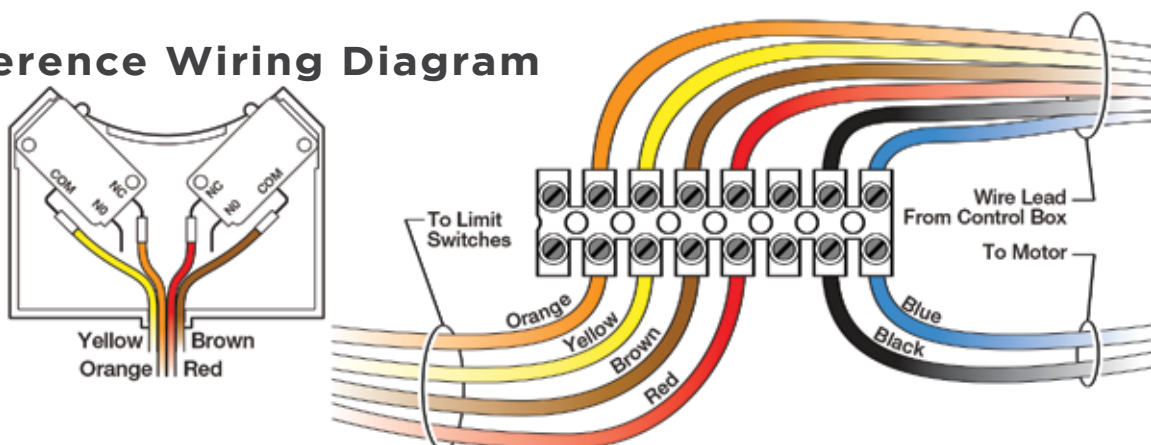 erence Wiring Diagram
COM
NC
NO
NC
NO
COM
Yellow
Brown
Orange
Red
To Limit
Switches
Orange
Yellow
Brown
Red
Wire Lead
From Control Box
To Motor
Blue
Black